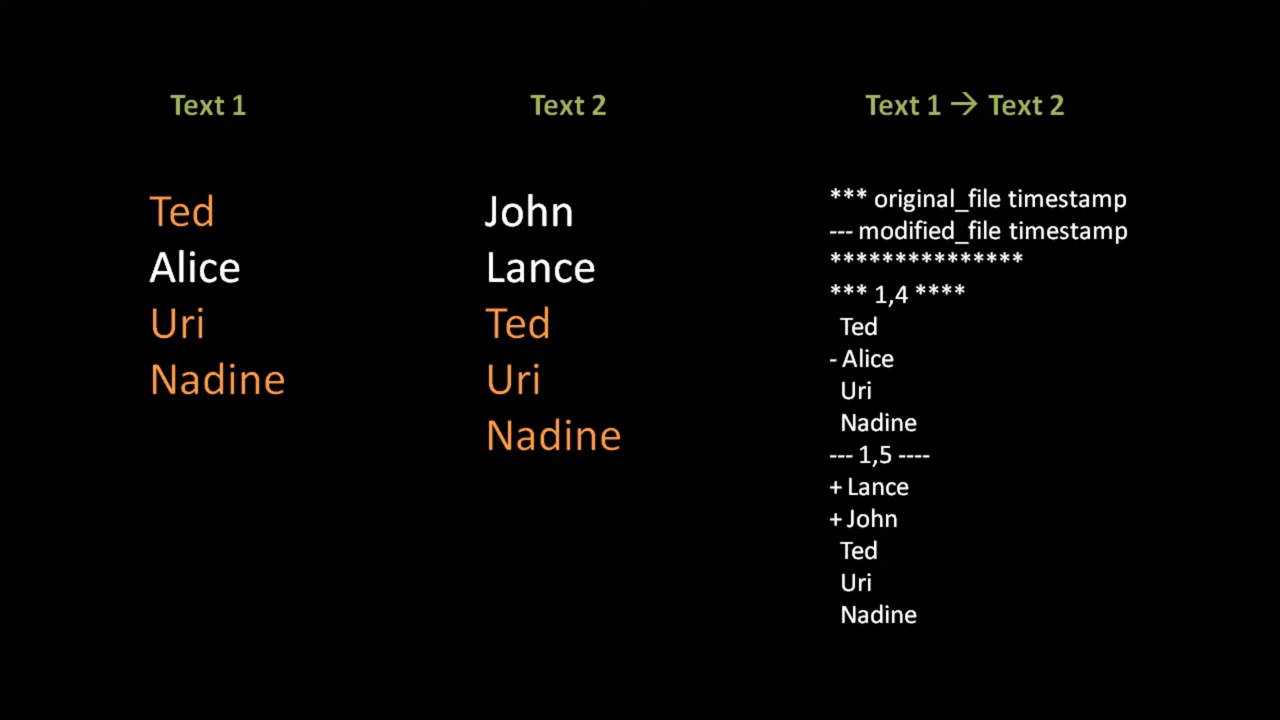 Text 1
Ted
Alice
Uri
Nadine
Text 2
John
Lance
Ted
Uri
Nadine
Text 1 → Text 2
*** original_file timestamp
--- modified_file timestamp
***************
*** 1,4 ****
  Ted
- Alice
  Uri
  Nadine
--- 1,5 ----
+ Lance
+ John
  Ted
  Uri
  Nadine